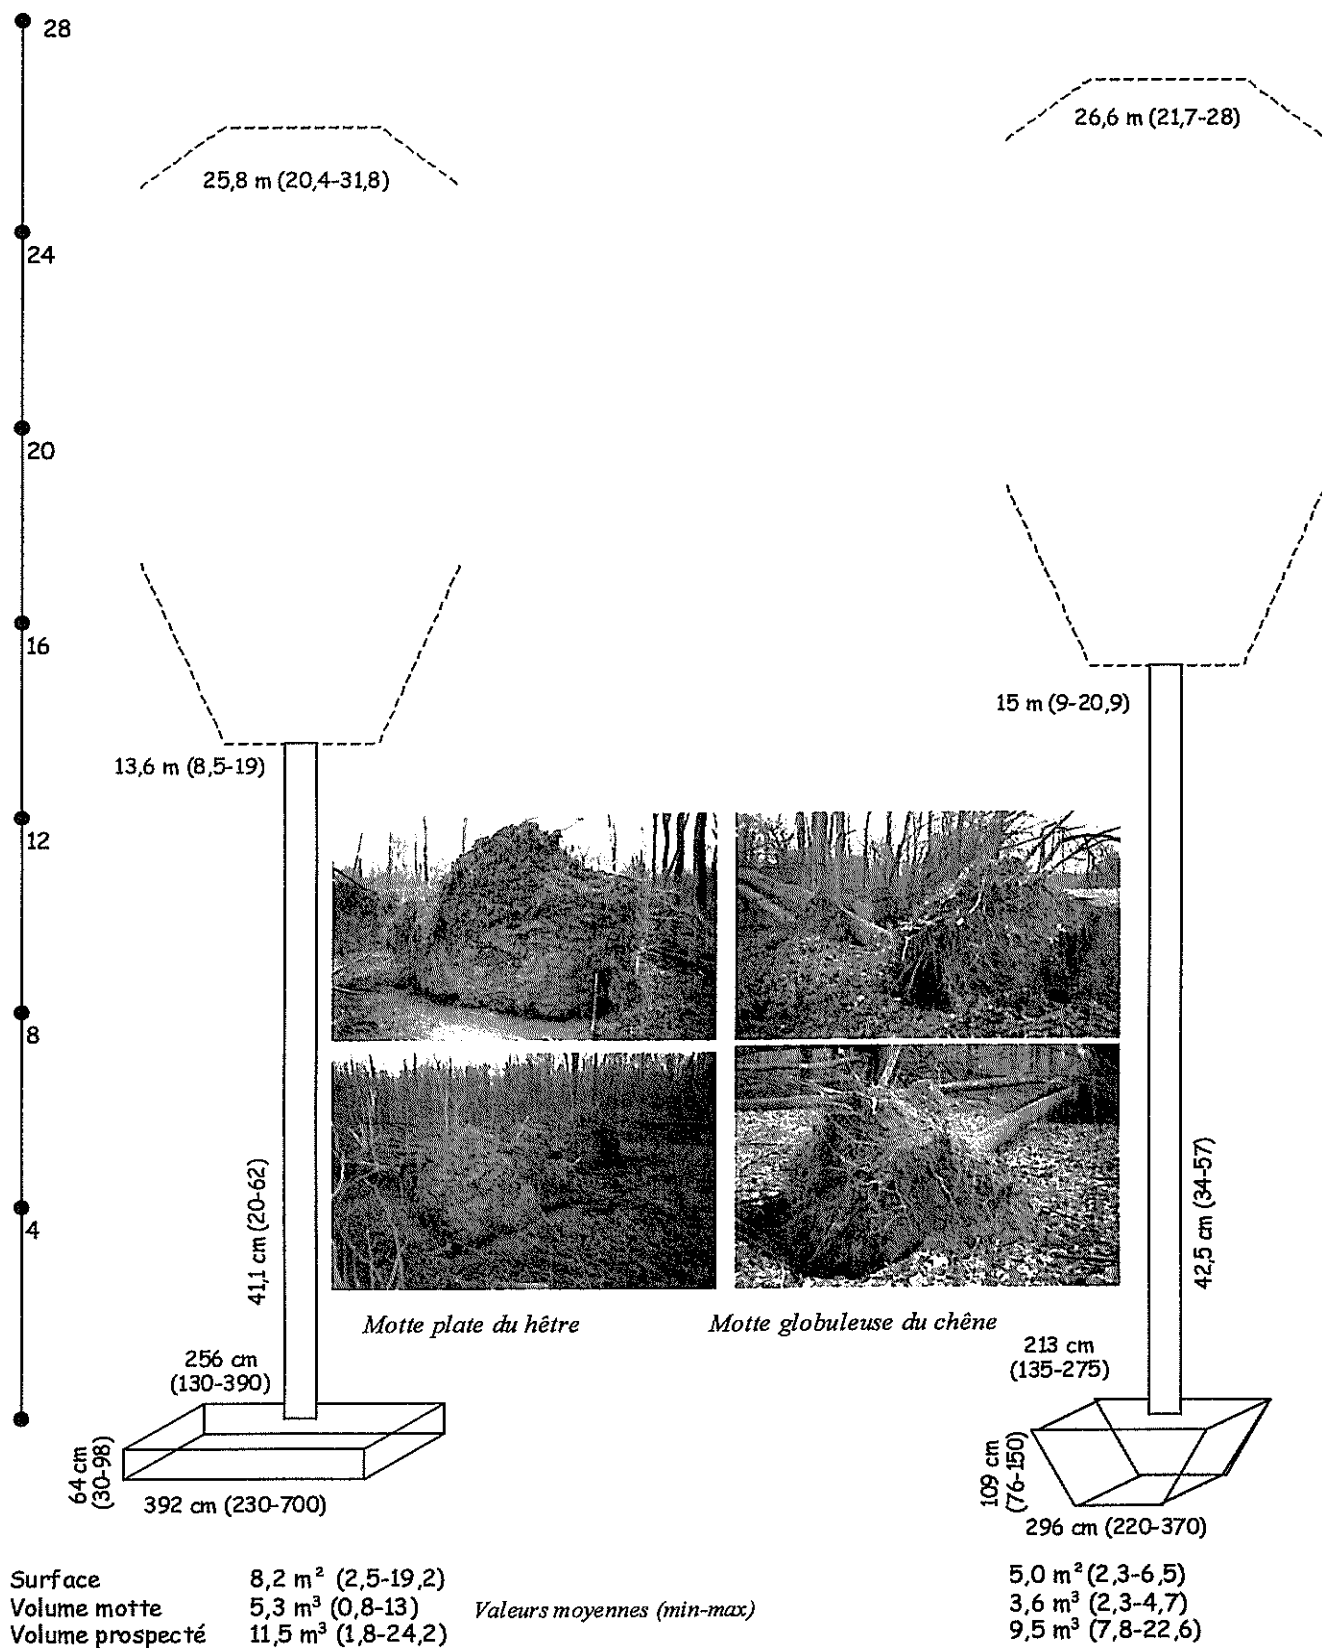 28
26,6 m (21,7-28)
25,8 m (20,4-31,8)
24
20
16
15 m (9-20,9)
13,6 m (8,5-19)
12
8
4
41,1 cm (20-62)
42,5 cm (34-57)
Motte plate du hêtre
Motte globuleuse du chêne
256 cm
(130-390)
213 cm
(135-275)
64 cm
(30-98)
109 cm
(76-150)
392 cm (230-700)
296 cm (220-370)
Surface 8,2 m² (2,5-19,2) 5,0 m² (2,3-6,5)
Volume motte 5,3 m³ (0,8-13) Valeurs moyennes (min-max) 3,6 m³ (2,3-4,7)
Volume prospecté 11,5 m³ (1,8-24,2) 9,5 m³ (7,8-22,6)